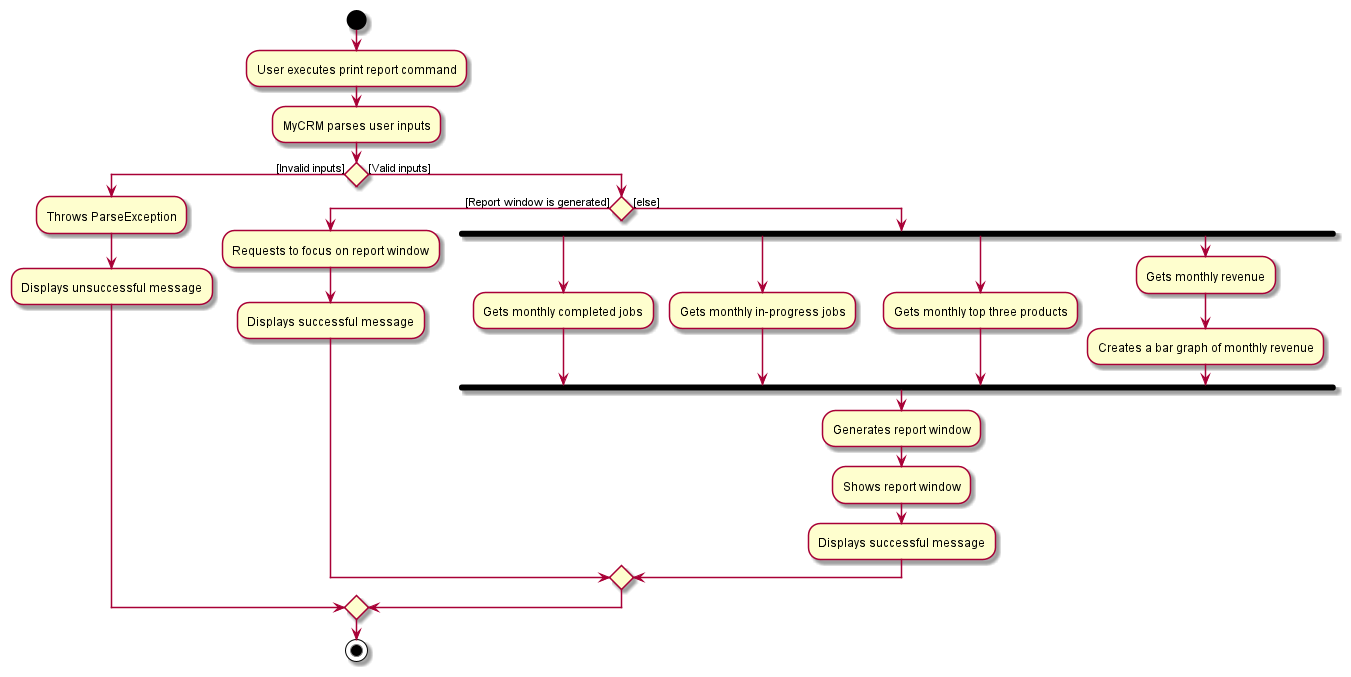 User executes print report command
MyCRM parses user inputs
[Invalid inputs]
[Valid inputs]
Throws ParseException
Displays unsuccessful message
[Report window is generated]
[else]
Requests to focus on report window
Displays successful message
Gets monthly completed jobs
Gets monthly in-progress jobs
Gets monthly top three products
Gets monthly revenue
Creates a bar graph of monthly revenue
Generates report window
Shows report window
Displays successful message